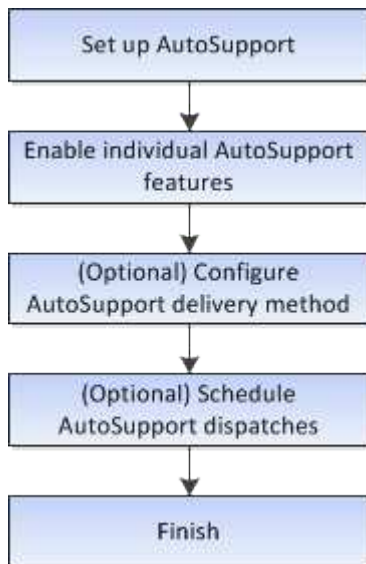 Set up AutoSupport
Enable individual AutoSupport
features
(Optional) Configure
AutoSupport delivery method
(Optional) Schedule
AutoSupport dispatches
Finish